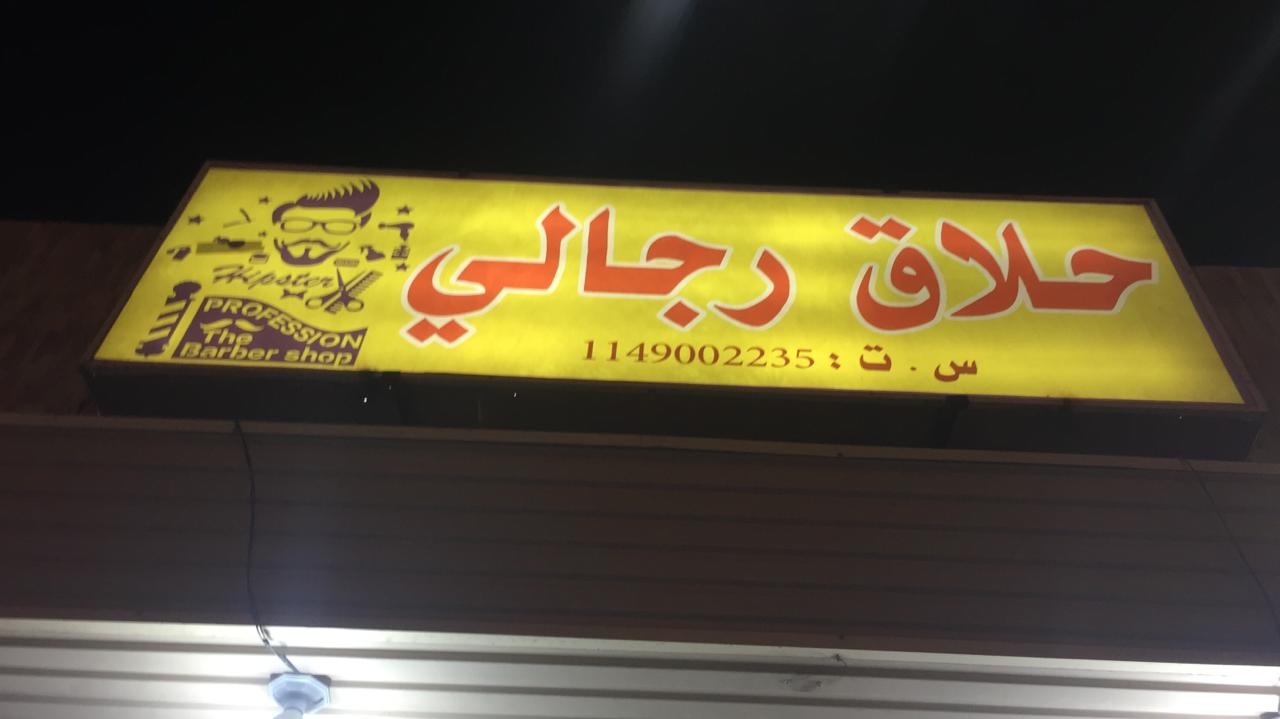 حلاق رجالي
س . ت : 1149002235
Hipster
PROFESSION
The
Barber shop